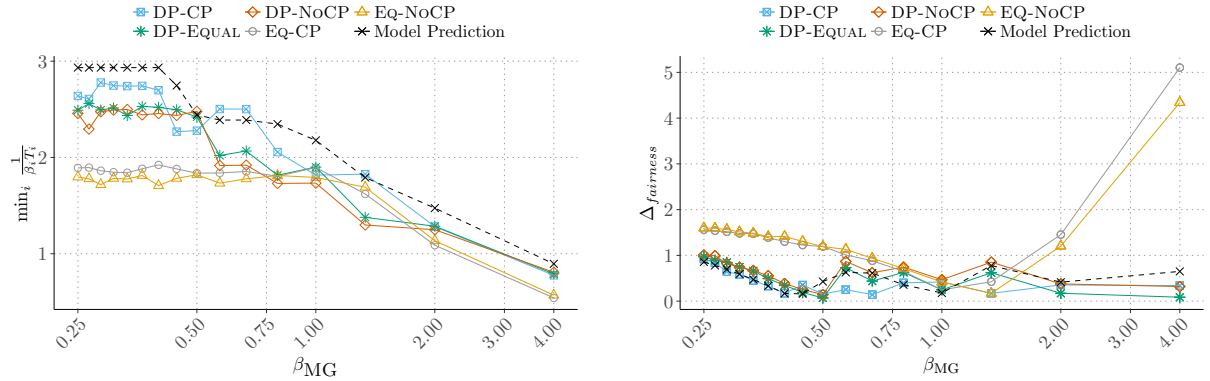 DP-CP DP-NoCP Eq-NoCP
DP-Equal Eq-CP Model Prediction
min_i 1/(β_i T_i)
3
2
1
0.25 0.50 0.75 1.00 2.00 4.00
β_MG
DP-CP DP-NoCP Eq-NoCP
DP-Equal Eq-CP Model Prediction
Δ_fairness
5
4
3
2
1
0
0.25 0.50 0.75 1.00 2.00 3.00 4.00
β_MG